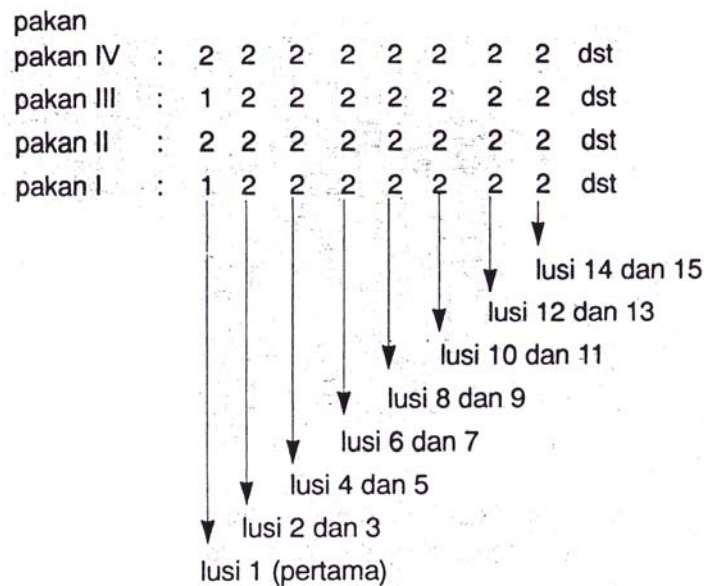 pakan
pakan IV : 2 2 2 2 2 2 2 2 dst
pakan III : 1 2 2 2 2 2 2 2 dst
pakan II : 2 2 2 2 2 2 2 2 dst
pakan I : 1 2 2 2 2 2 2 2 dst
lusi 14 dan 15
lusi 12 dan 13
lusi 10 dan 11
lusi 8 dan 9
lusi 6 dan 7
lusi 4 dan 5
lusi 2 dan 3
lusi 1 (pertama)